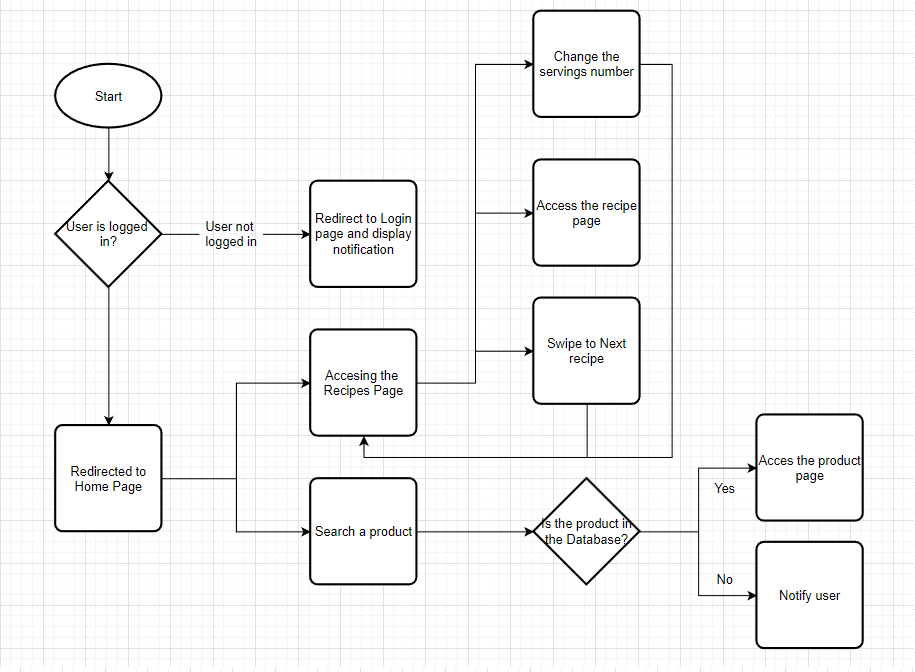 Start
User is logged
in?
User not
logged in
Redirect to Login
page and display
notification
Change the
servings number
Access the recipe
page
Swipe to Next
recipe
Accesing the
Recipes Page
Redirected to
Home Page
Search a product
Is the product in
the Database?
Yes
No
Acces the product
page
Notify user